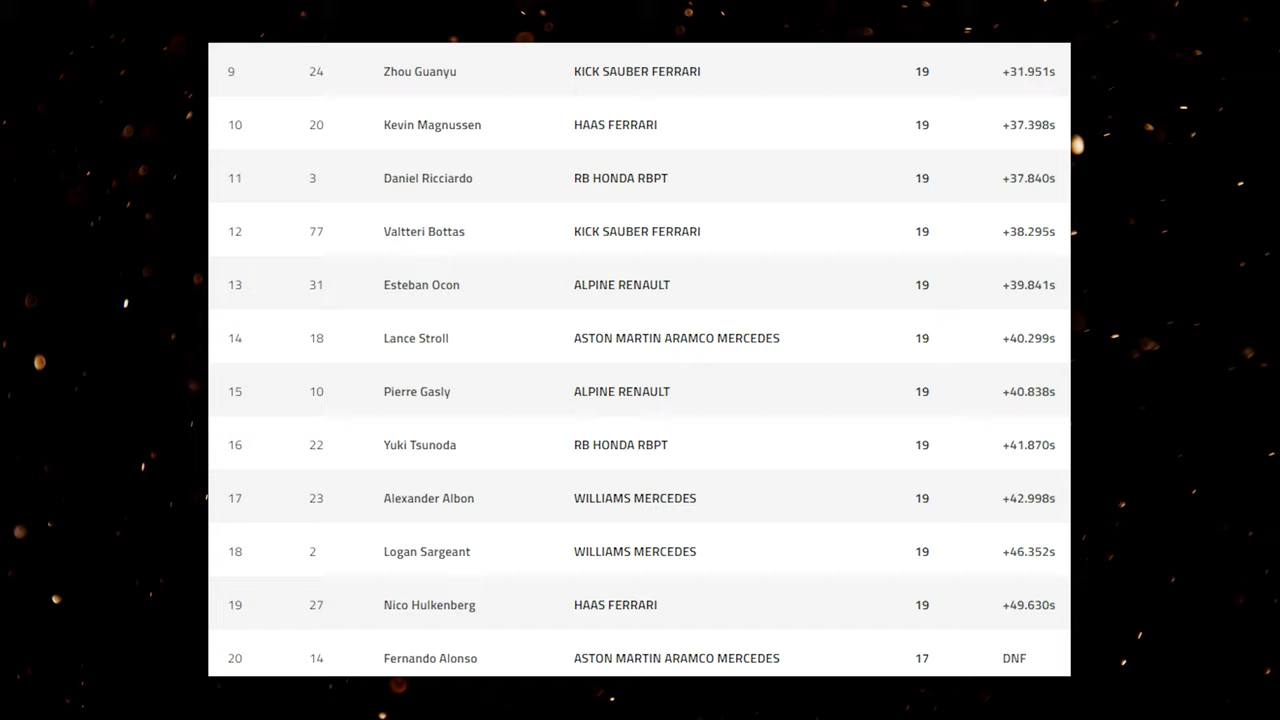 9 24 Zhou Guanyu KICK SAUBER FERRARI 19 +31.951s
10 20 Kevin Magnussen HAAS FERRARI 19 +37.398s
11 3 Daniel Ricciardo RB HONDA RBPT 19 +37.840s
12 77 Valtteri Bottas KICK SAUBER FERRARI 19 +38.295s
13 31 Esteban Ocon ALPINE RENAULT 19 +39.841s
14 18 Lance Stroll ASTON MARTIN ARAMCO MERCEDES 19 +40.299s
15 10 Pierre Gasly ALPINE RENAULT 19 +40.838s
16 22 Yuki Tsunoda RB HONDA RBPT 19 +41.870s
17 23 Alexander Albon WILLIAMS MERCEDES 19 +42.998s
18 2 Logan Sargeant WILLIAMS MERCEDES 19 +46.352s
19 27 Nico Hulkenberg HAAS FERRARI 19 +49.630s
20 14 Fernando Alonso ASTON MARTIN ARAMCO MERCEDES 17 DNF